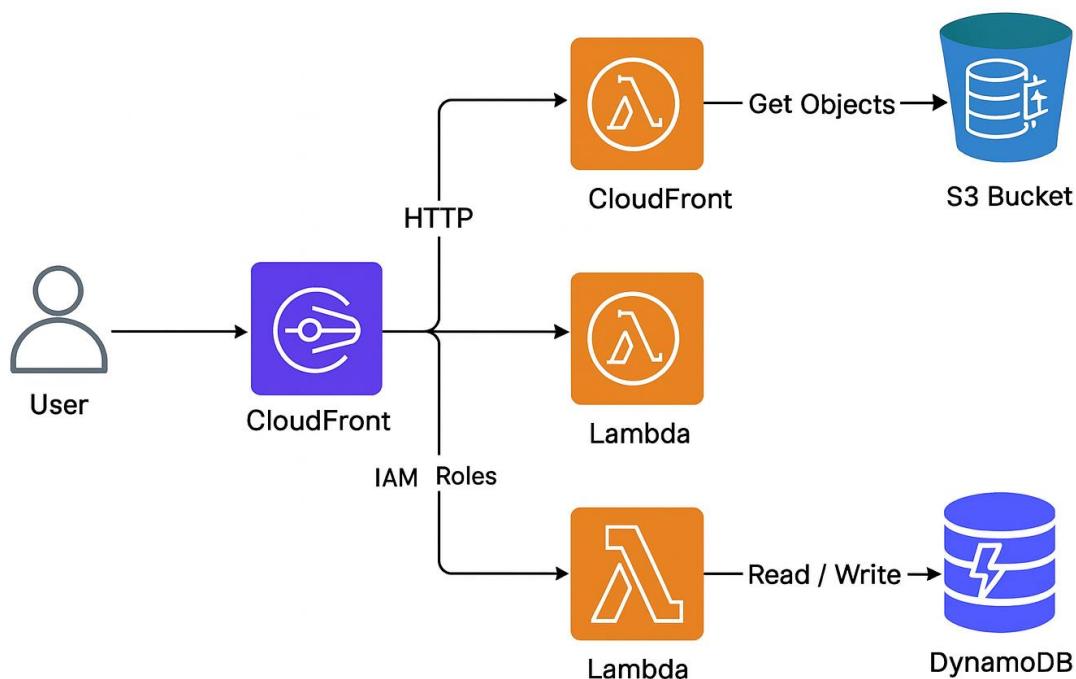 Get Objects
CloudFront
S3 Bucket
HTTP
User
CloudFront
Lambda
IAM Roles
Read / Write
Lambda
DynamoDB